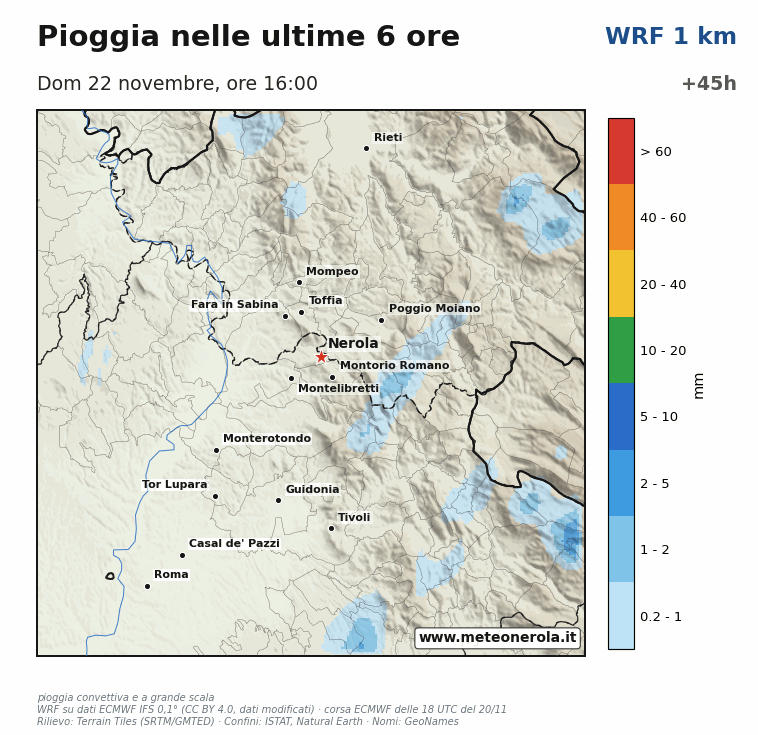 Pioggia nelle ultime 6 ore
WRF 1 km
Dom 22 novembre, ore 16:00
+45h
Rieti
Mompeo
Fara in Sabina
Toffia
Poggio Moiano
Nerola
Montorio Romano
Montelibretti
Monterotondo
Tor Lupara
Guidonia
Tivoli
Casal de' Pazzi
Roma
www.meteonerola.it
> 60
40 - 60
20 - 40
10 - 20
5 - 10
2 - 5
1 - 2
0.2 - 1
mm
pioggia convettiva e a grande scala
WRF su dati ECMWF IFS 0,1° (CC BY 4.0, dati modificati) · corsa ECMWF delle 18 UTC del 20/11
Rilievo: Terrain Tiles (SRTM/GMTED) · Confini: ISTAT, Natural Earth · Nomi: GeoNames